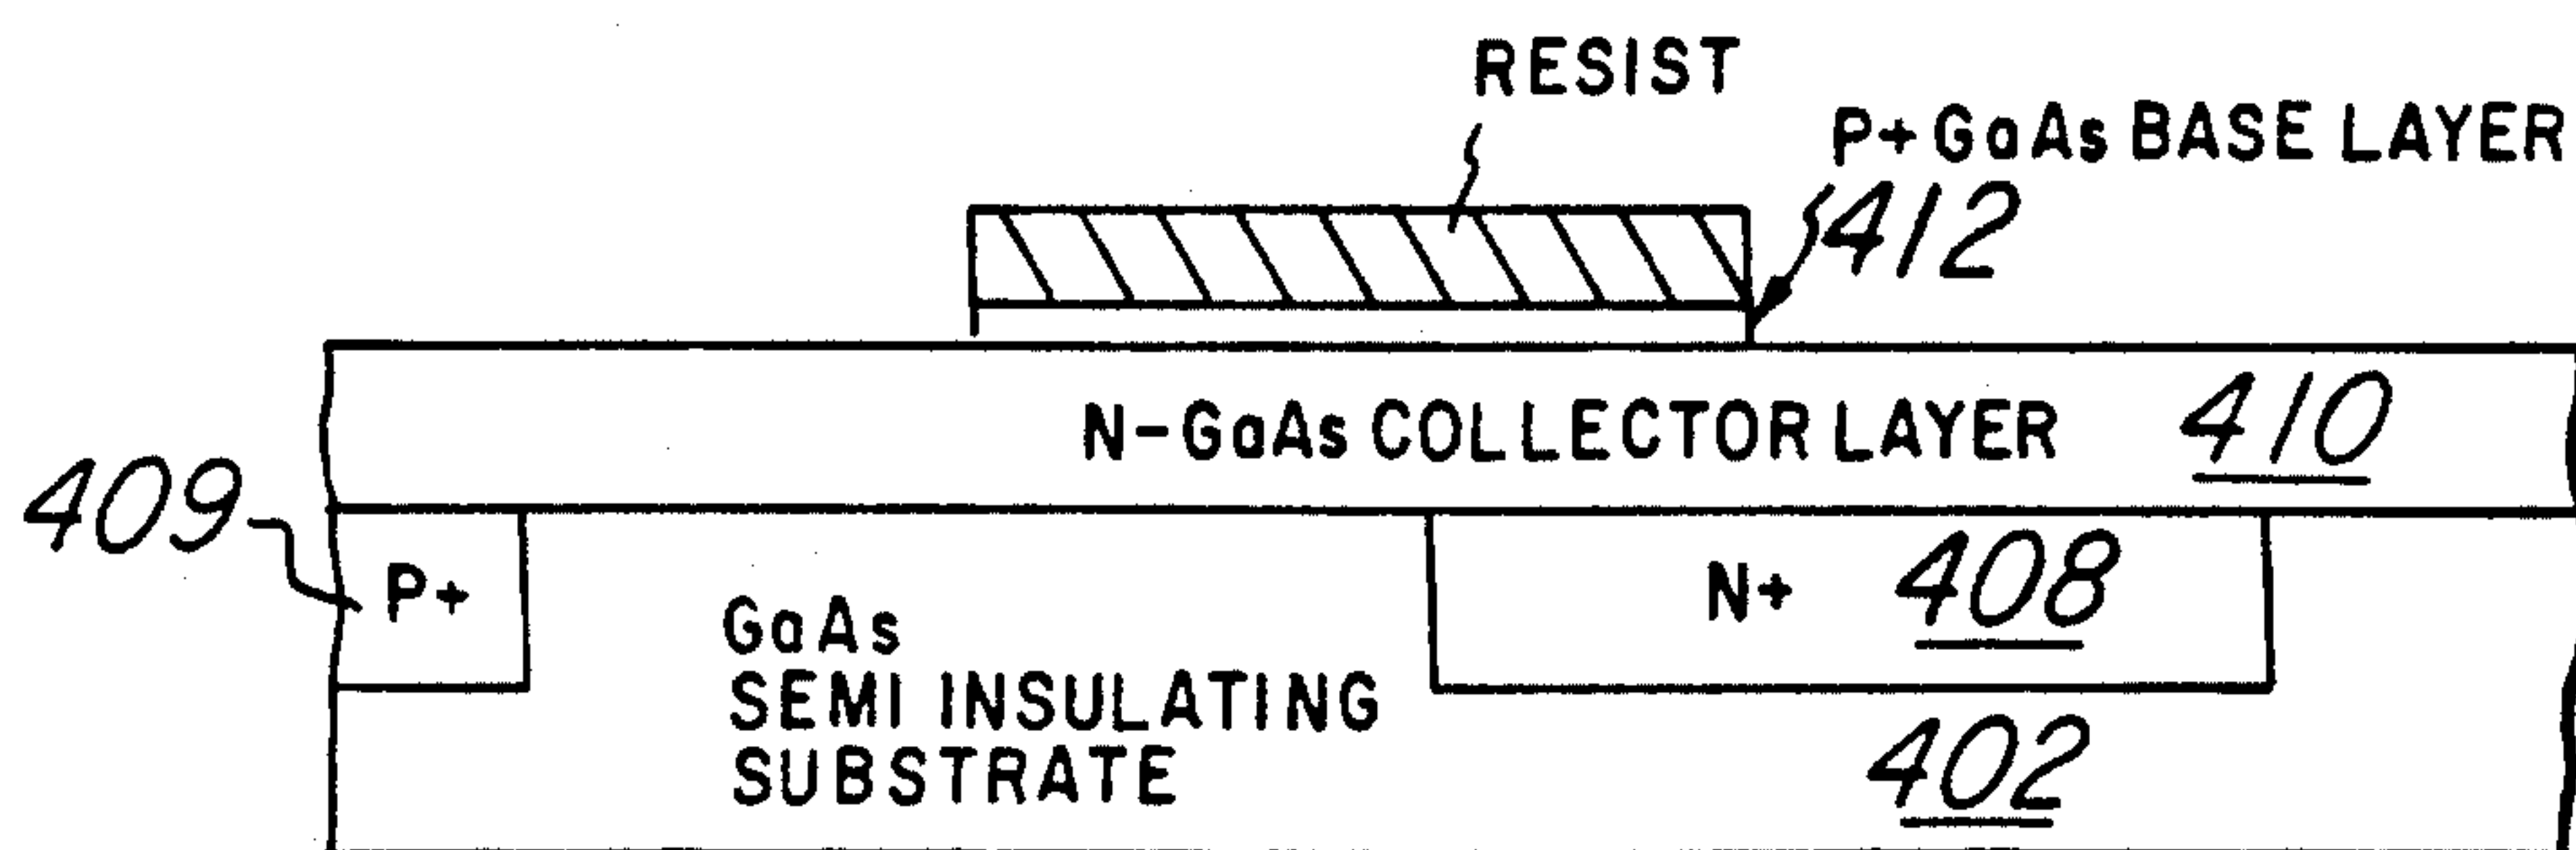 RESIST
P+GaAs BASE LAYER
412
N-GaAs COLLECTOR LAYER 410
409
P+
N+ 408
GaAs
SEMI INSULATING
SUBSTRATE
402